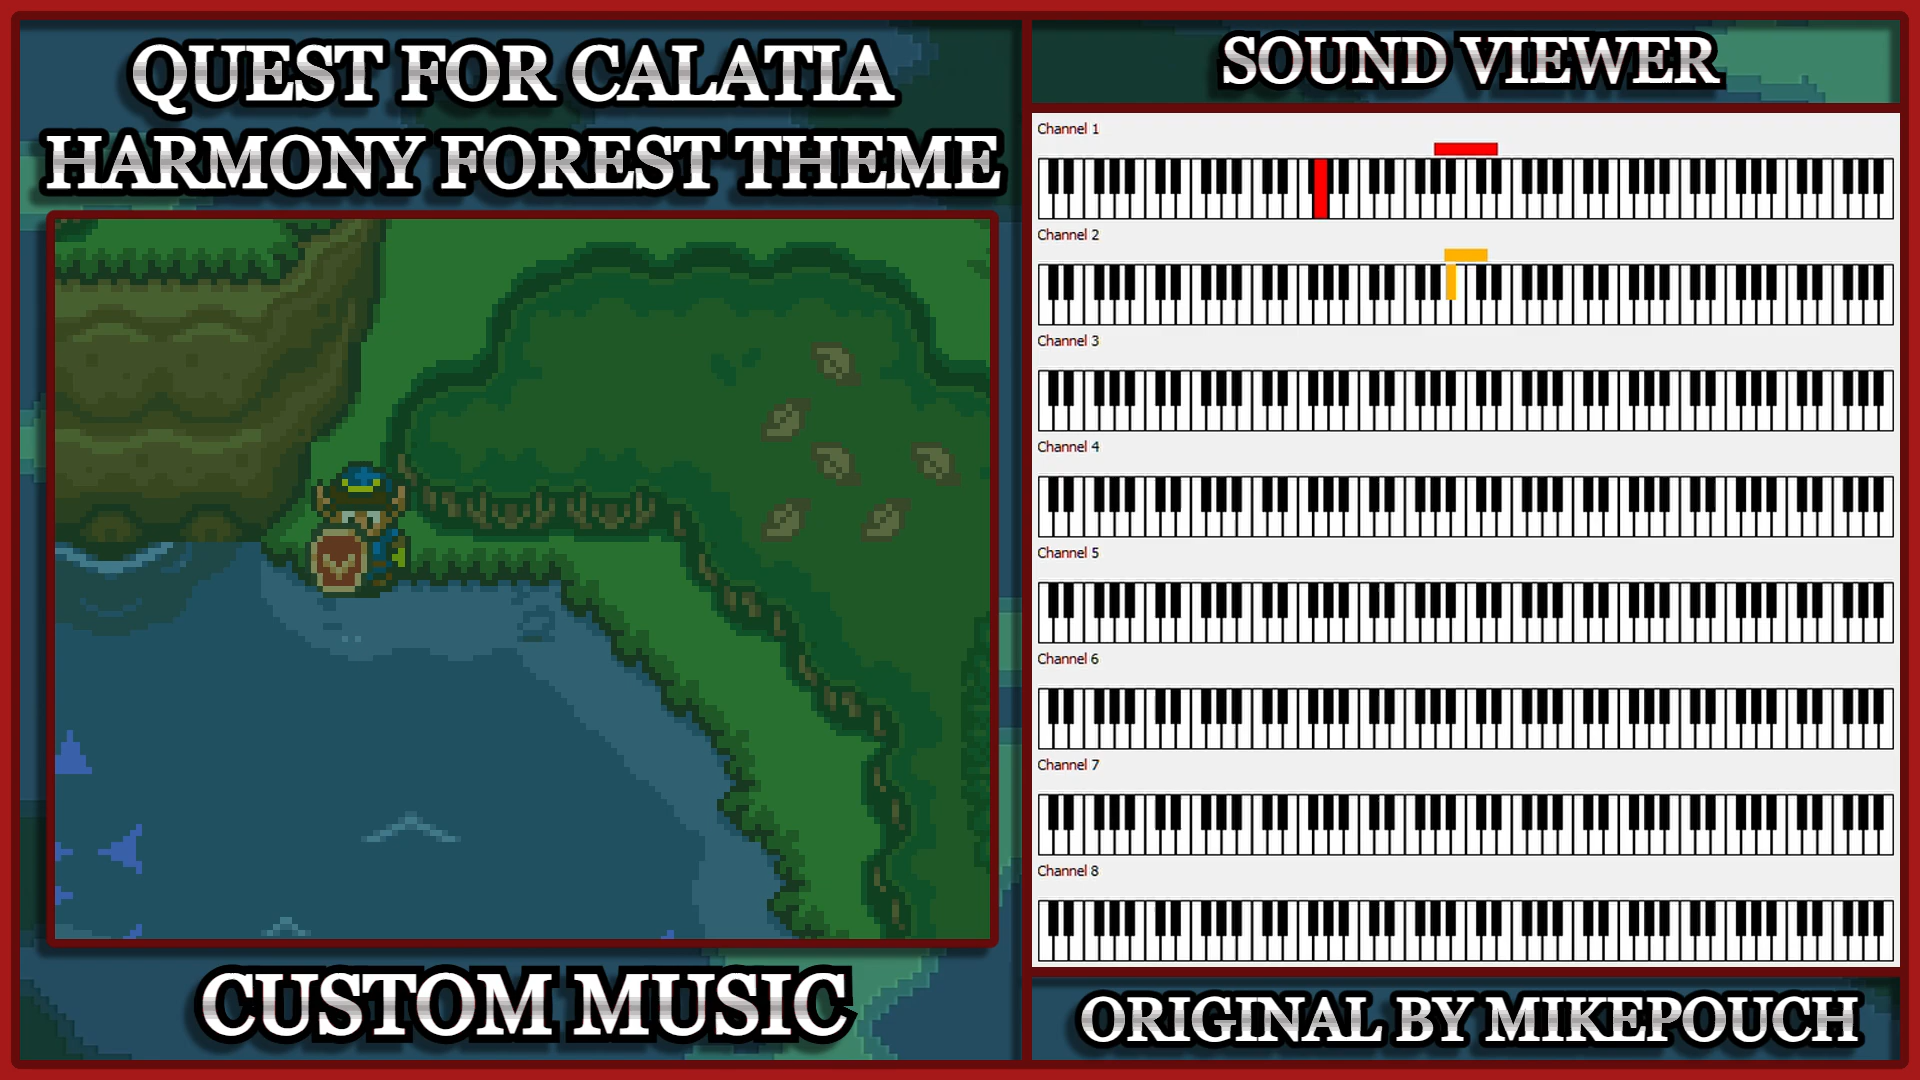 QUEST FOR CALATIA
HARMONY FOREST THEME
CUSTOM MUSIC
SOUND VIEWER
Channel 1
Channel 2
Channel 3
Channel 4
Channel 5
Channel 6
Channel 7
Channel 8
ORIGINAL BY MIKEPOUCH